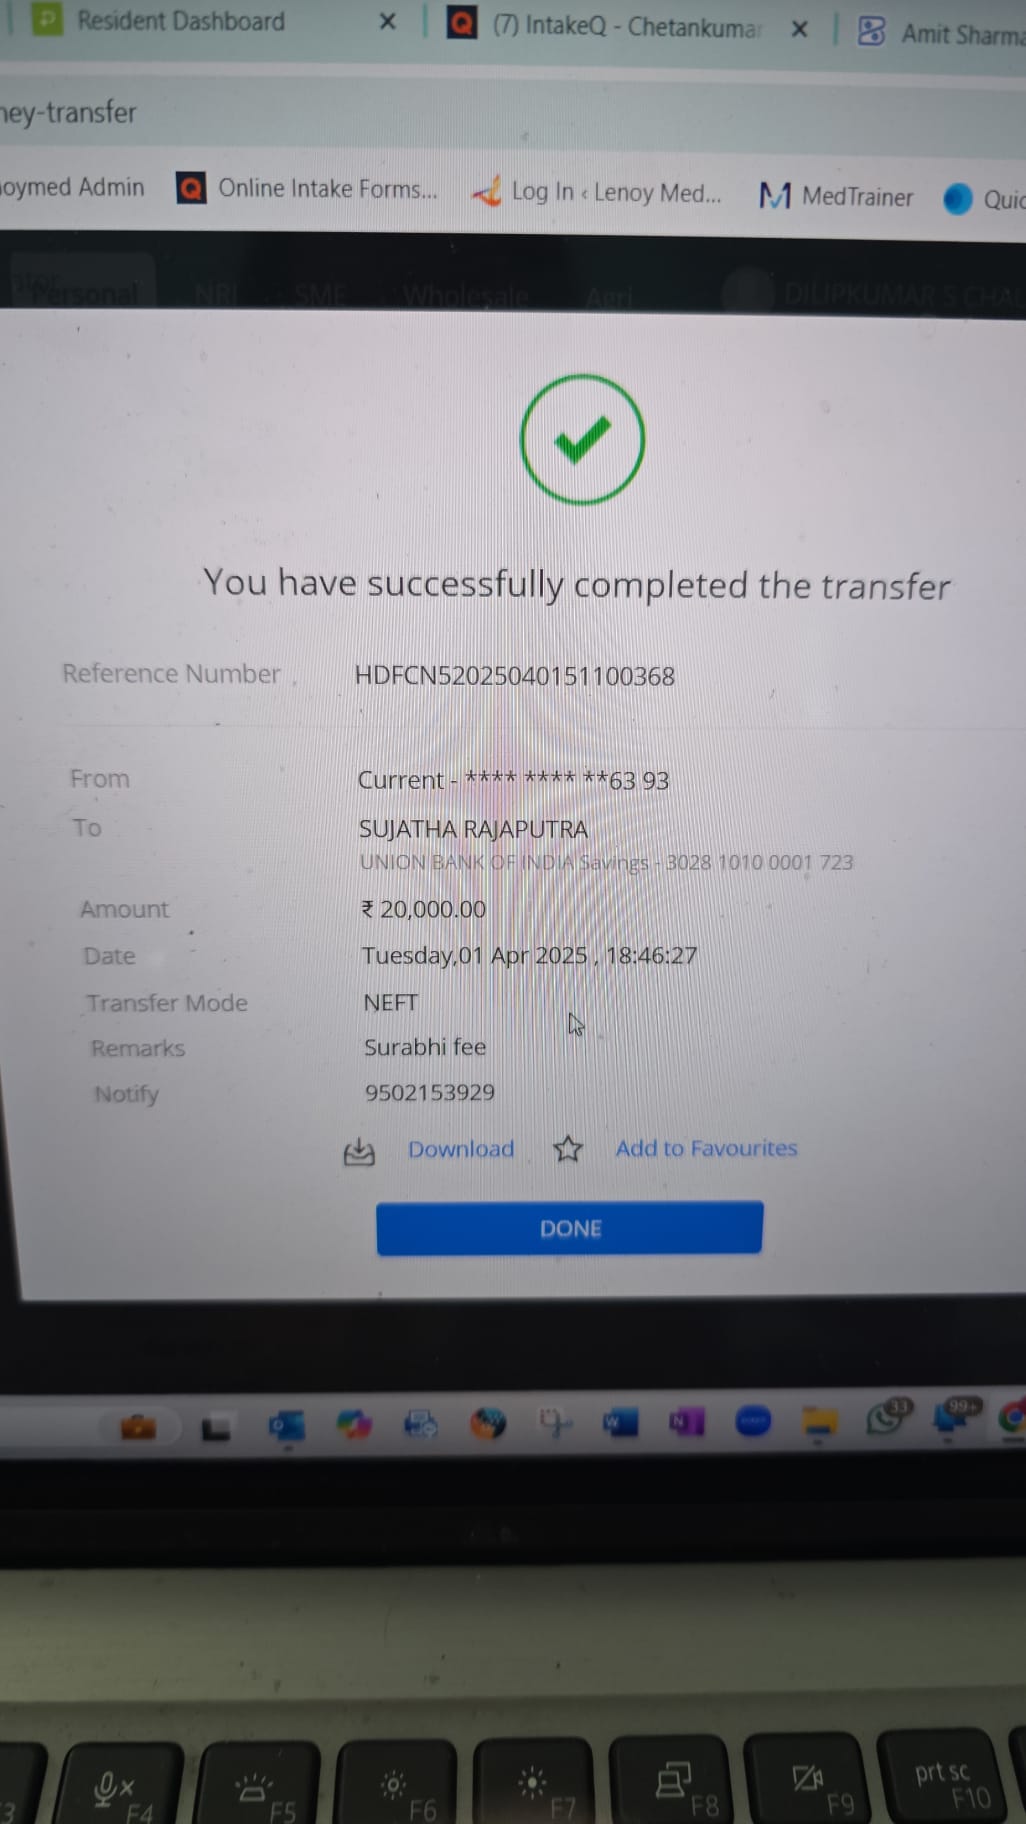 Resident Dashboard
(7) IntakeQ - Chetankumar
Amit Sharma
ney-transfer
oymed Admin
Online Intake Forms...
Log In ‹ Lenoy Med...
MedTrainer
Personal
NRI
SME
Wholesale
Agri
DILIPKUMAR S CHA
You have successfully completed the transfer
Reference Number HDFCN52025040151100368
From Current - **** **** **63 93
To SUJATHA RAJAPUTRA
UNION BANK OF INDIA Savings - 3028 1010 0001 723
Amount ₹ 20,000.00
Date Tuesday,01 Apr 2025 , 18:46:27
Transfer Mode NEFT
Remarks Surabhi fee
Notify 9502153929
Download Add to Favourites
DONE
33
99+
F4
F5
F6
F7
F8
F9
prt sc
F10